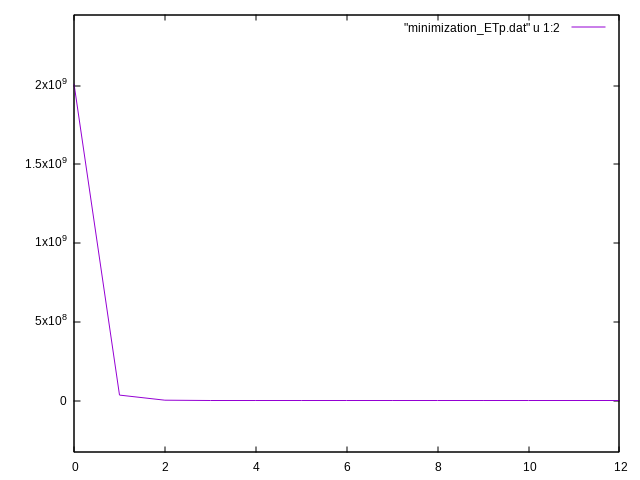 "minimization_ETp.dat" u 1:2
2x10⁹
1.5x10⁹
1x10⁹
5x10⁸
0
0 2 4 6 8 10 12